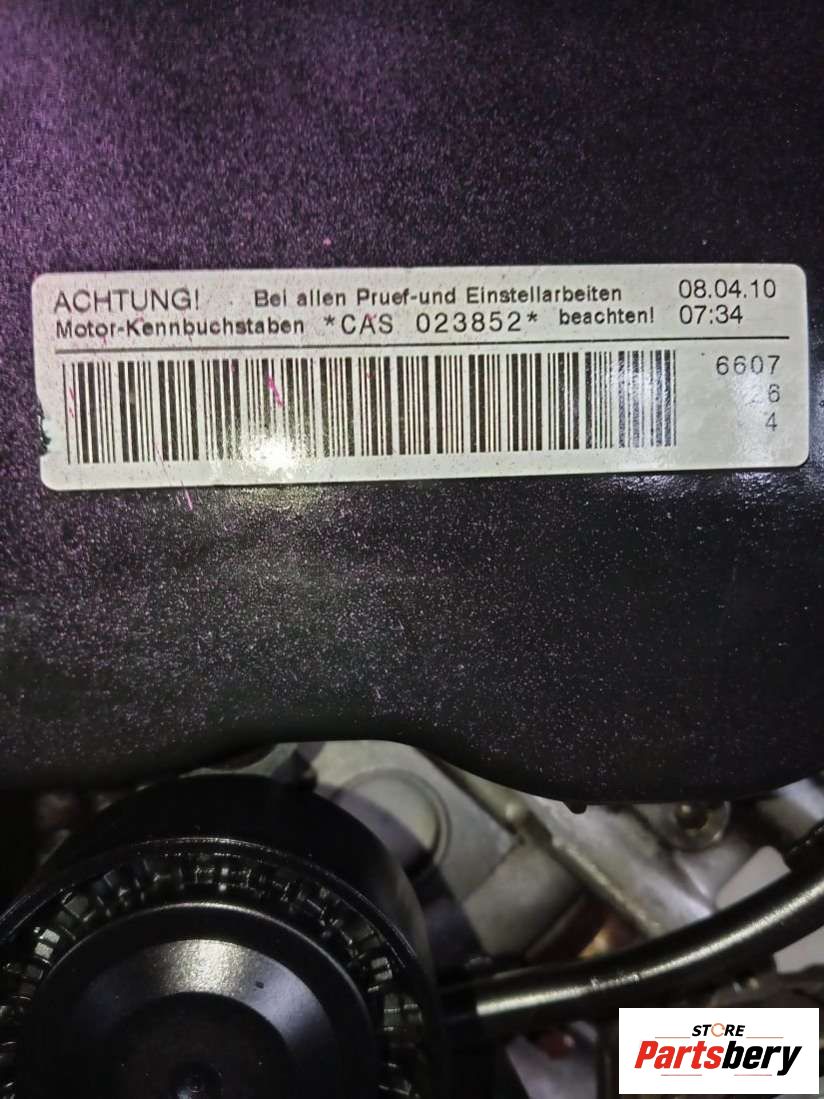 ACHTUNG! Bei allen Pruef-und Einstellarbeiten 08.04.10
Motor-Kennbuchstaben *CAS 023852* beachten! 07:34
6607
26
4
STORE
Partsbery